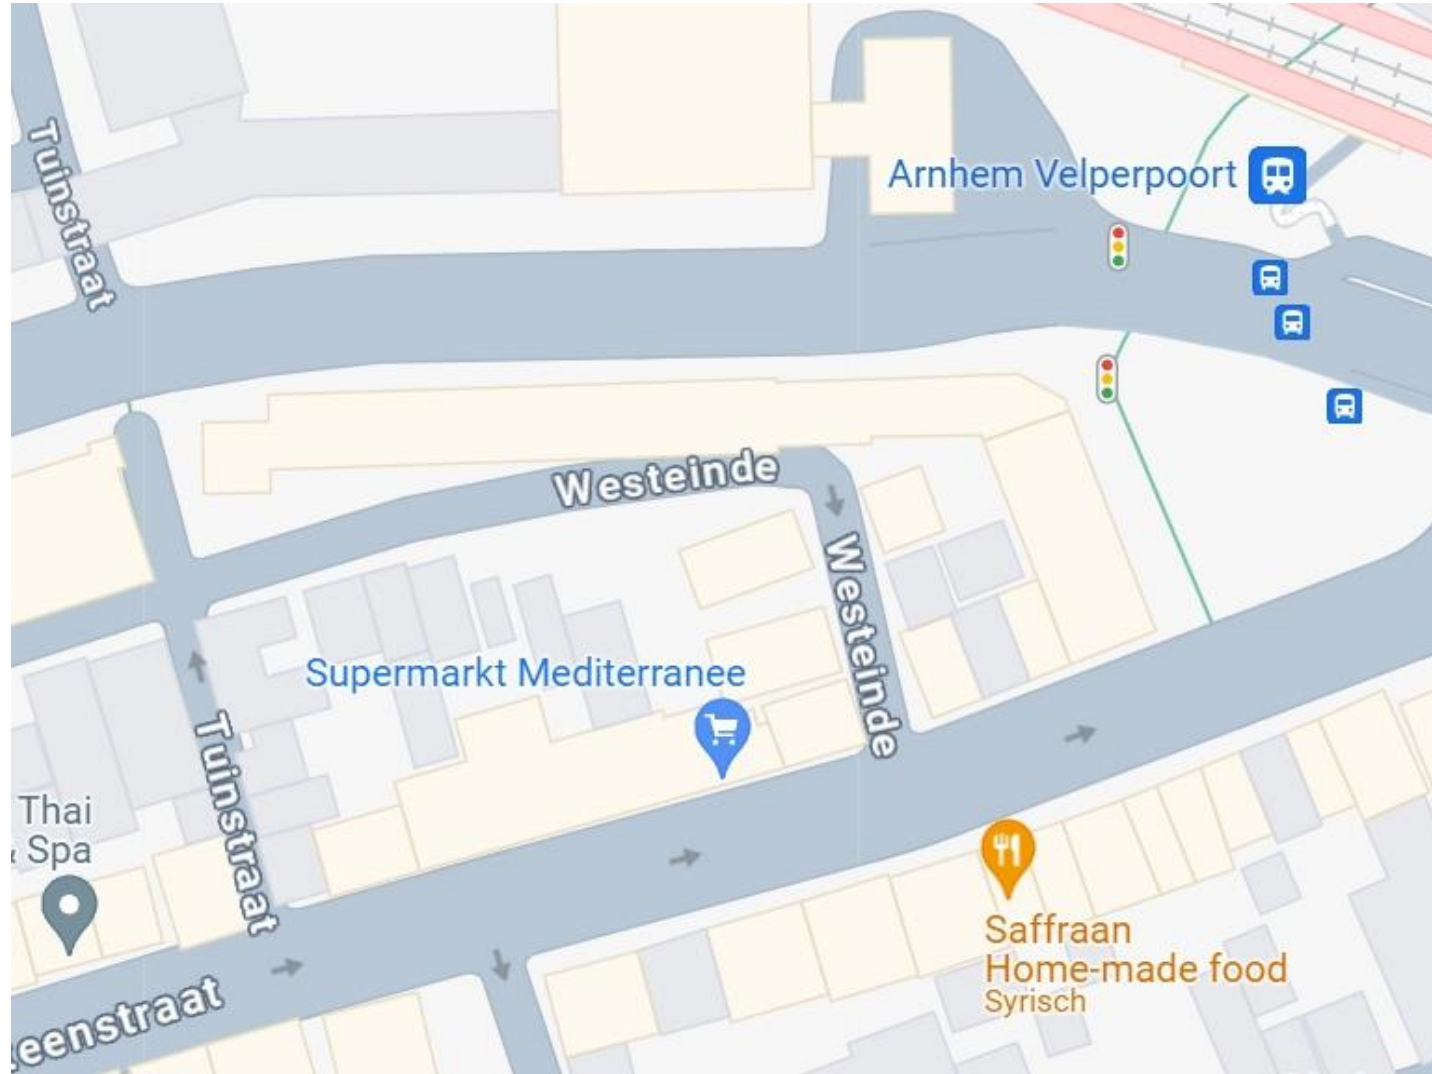 Tuinstraat
Arnhem Velperpoort
Westeinde
Westeinde
Supermarkt Mediterranee
Tuinstraat
Thai
& Spa
Saffraan
Home-made food
Syrisch
eenstraat